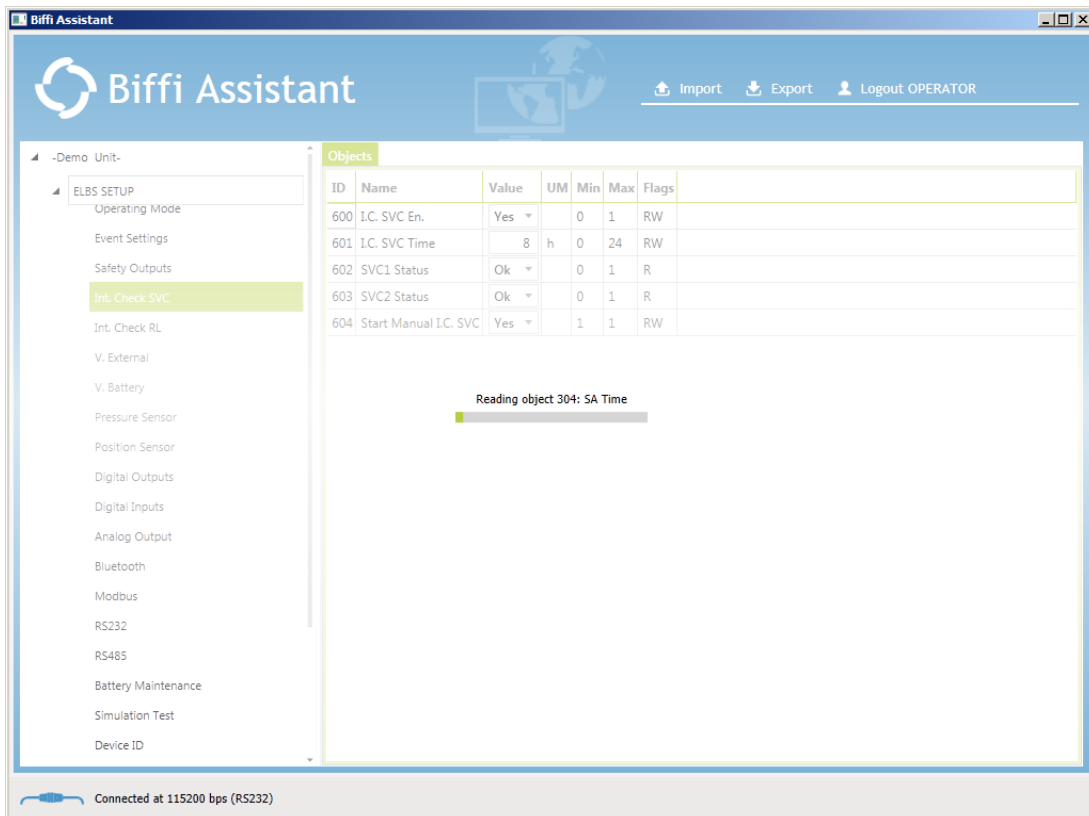 Biffi Assistant
Biffi Assistant
Import Export Logout OPERATOR
-Demo Unit-
ELBS SETUP
Operating Mode
Event Settings
Safety Outputs
Int. Check SVC
Int. Check RL
V. External
V. Battery
Pressure Sensor
Position Sensor
Digital Outputs
Digital Inputs
Analog Output
Bluetooth
Modbus
RS232
RS485
Battery Maintenance
Simulation Test
Device ID
Objects
ID Name Value UM Min Max Flags
600 I.C. SVC En. Yes 0 1 RW
601 I.C. SVC Time 8 h 0 24 RW
602 SVC1 Status Ok 0 1 R
603 SVC2 Status Ok 0 1 R
604 Start Manual I.C. SVC Yes 1 1 RW
Reading object 304: SA Time
Connected at 115200 bps (RS232)